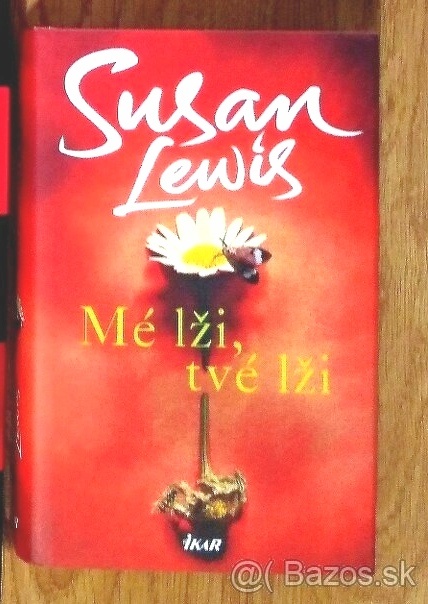 Susan
Lewis
Mé lži,
tvé lži
IKAR
@( Bazos.sk